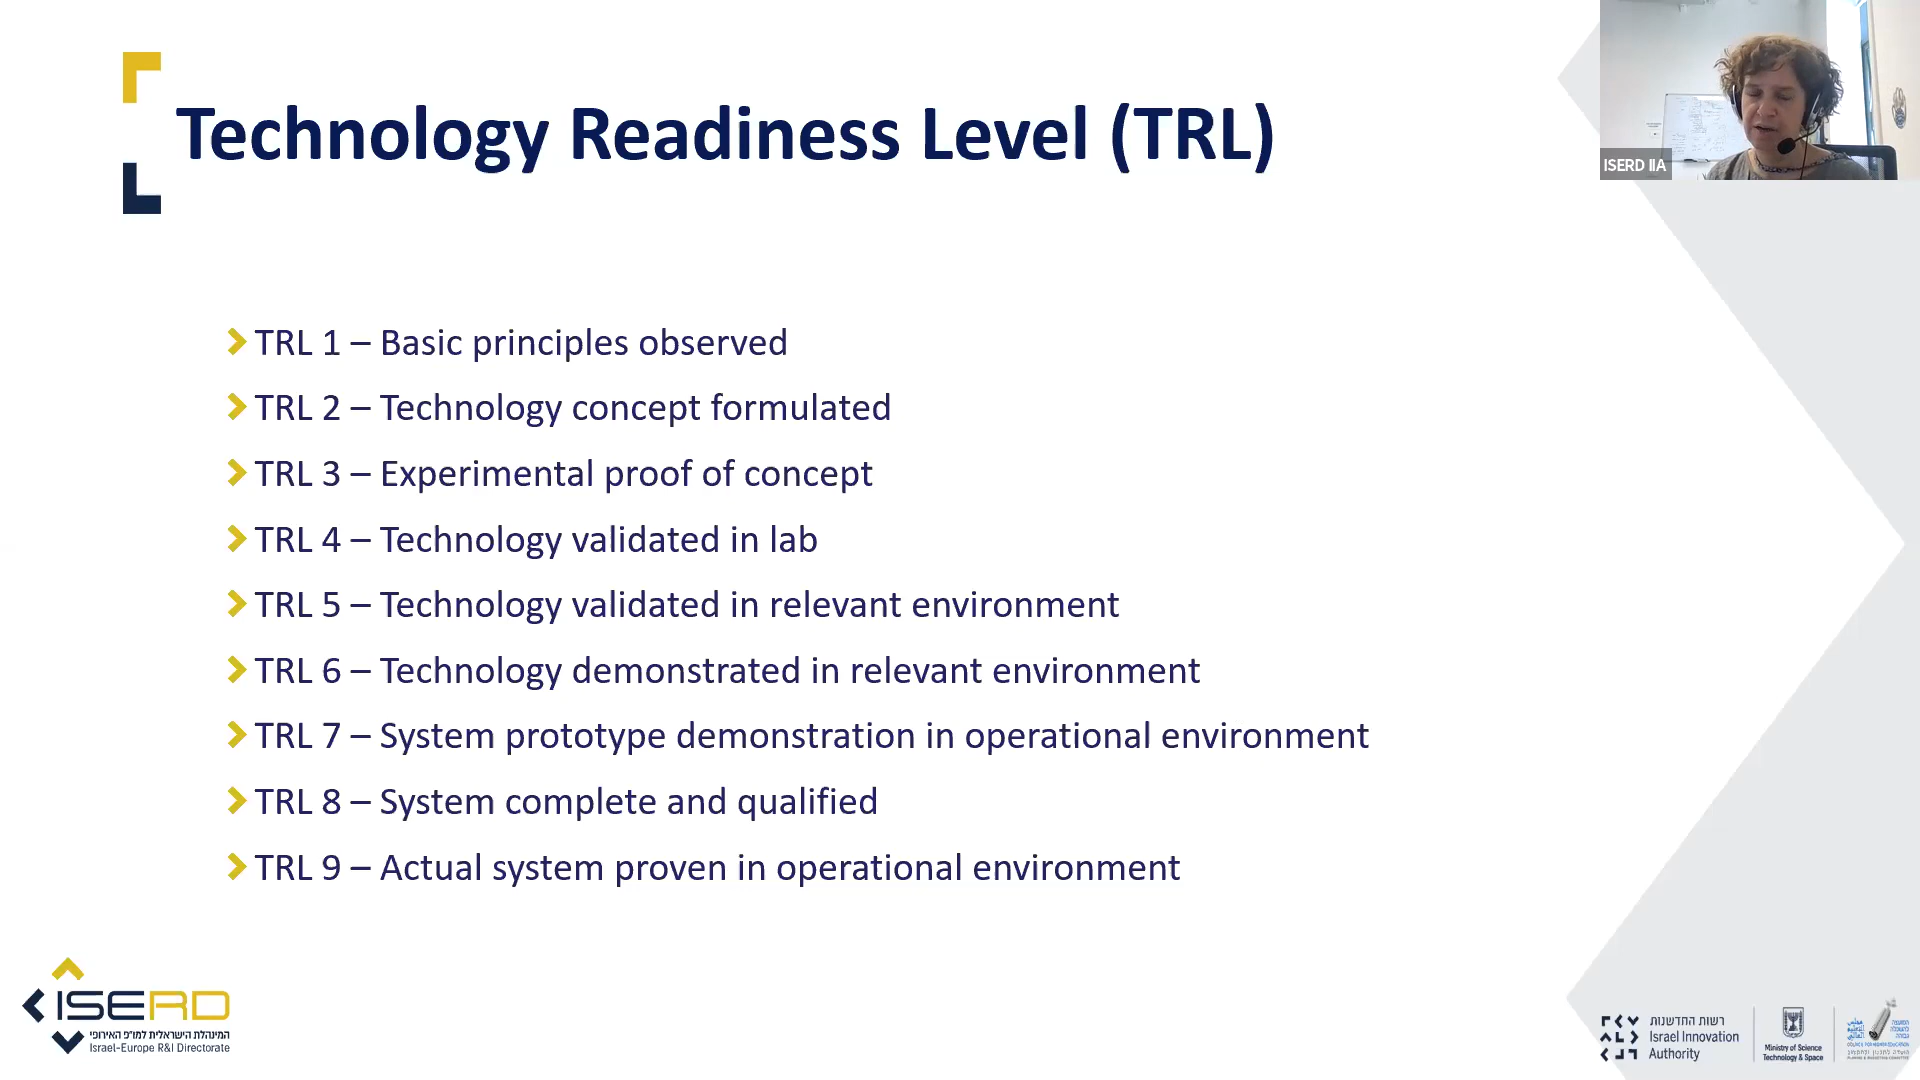 Technology Readiness Level (TRL)
ISERD IIA
TRL 1 – Basic principles observed
TRL 2 – Technology concept formulated
TRL 3 – Experimental proof of concept
TRL 4 – Technology validated in lab
TRL 5 – Technology validated in relevant environment
TRL 6 – Technology demonstrated in relevant environment
TRL 7 – System prototype demonstration in operational environment
TRL 8 – System complete and qualified
TRL 9 – Actual system proven in operational environment
ISERD
המינהלת הישראלית למו״פ האירופי
Israel-Europe R&I Directorate
רשות החדשנות
Israel Innovation
Authority
Ministry of Science
Technology & Space